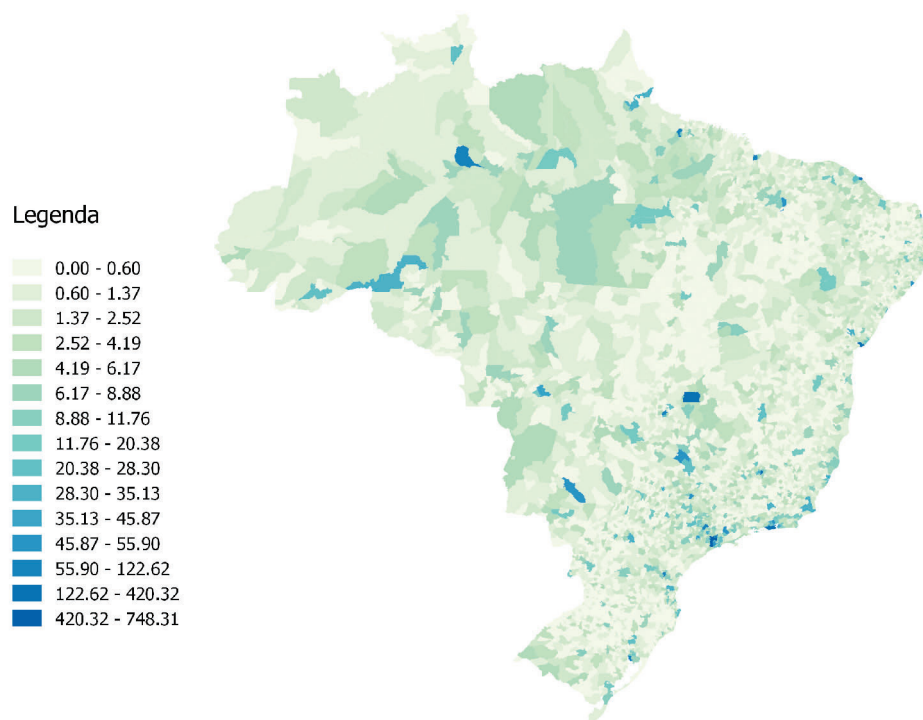 Legenda
0.00 - 0.60
0.60 - 1.37
1.37 - 2.52
2.52 - 4.19
4.19 - 6.17
6.17 - 8.88
8.88 - 11.76
11.76 - 20.38
20.38 - 28.30
28.30 - 35.13
35.13 - 45.87
45.87 - 55.90
55.90 - 122.62
122.62 - 420.32
420.32 - 748.31